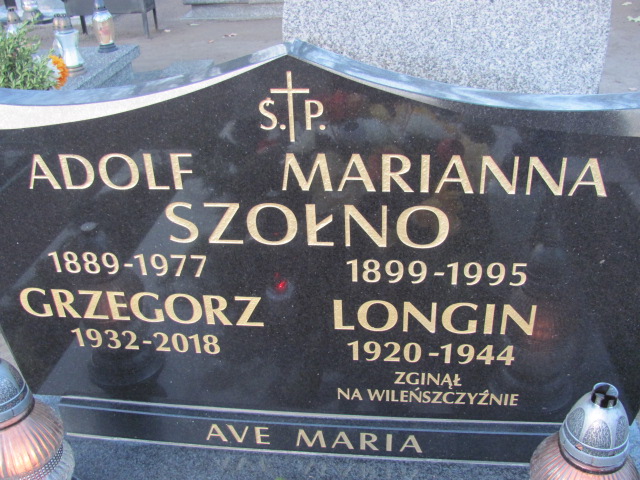 Ś. P.
ADOLF MARIANNA
SZOŁNO
1889-1977 1899-1995
GRZEGORZ LONGIN
1932-2018 1920-1944
ZGINĄŁ
NA WILEŃSZCZYŹNIE
AVE MARIA